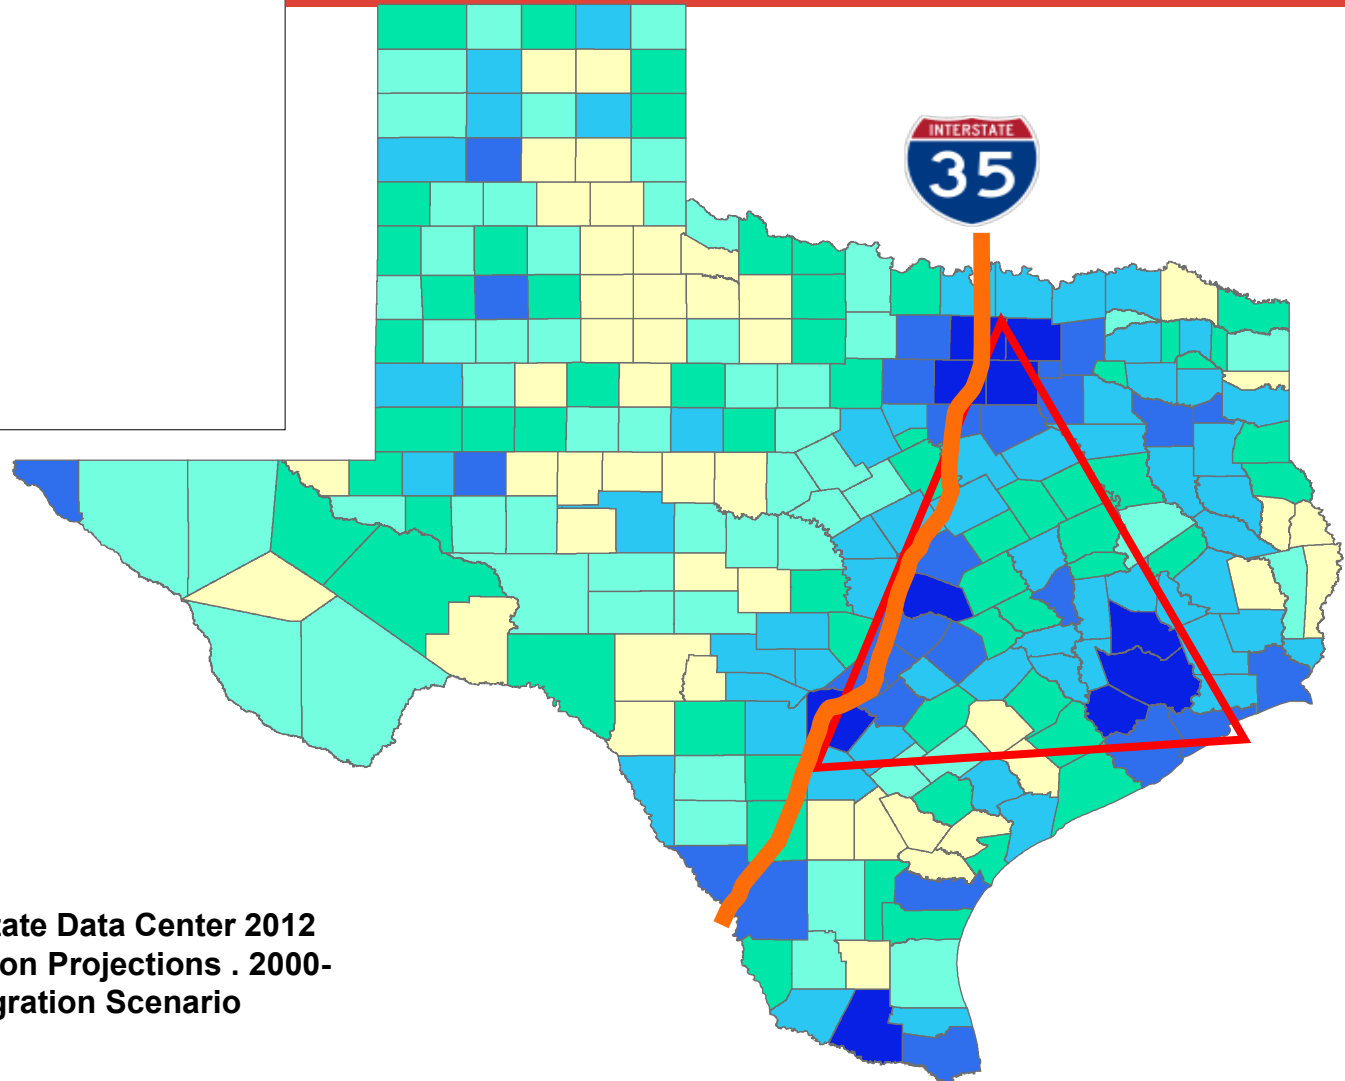 INTERSTATE
35
tate Data Center 2012
on Projections . 2000-
gration Scenario